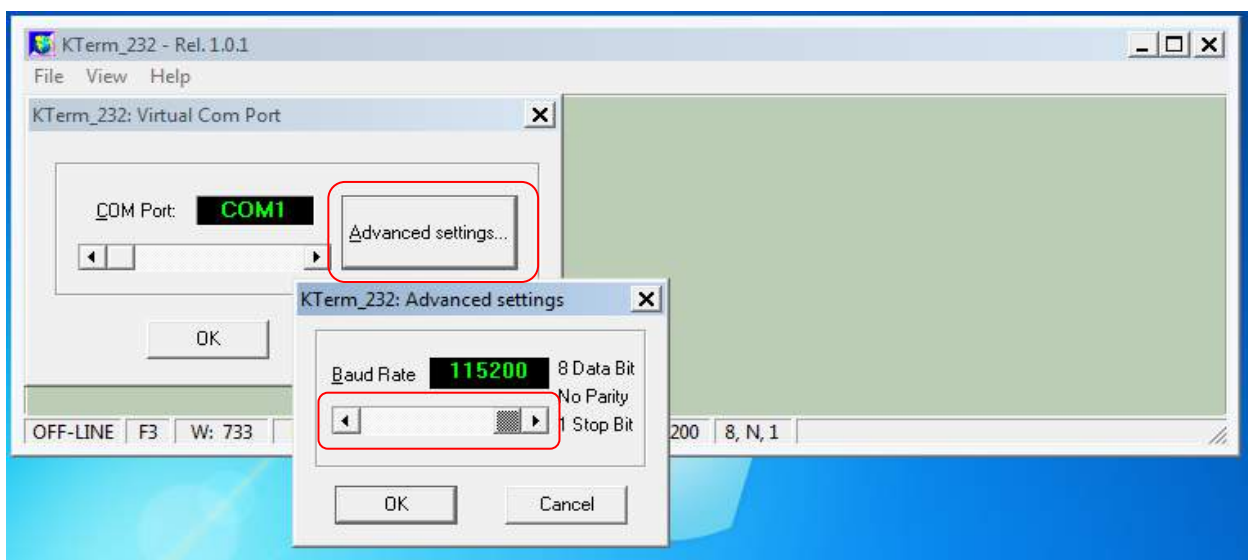 KTerm_232 - Rel. 1.0.1
File View Help
KTerm_232: Virtual Com Port
COM Port: COM1
Advanced settings...
OK
KTerm_232: Advanced settings
Baud Rate 115200
8 Data Bit
No Parity
1 Stop Bit
OK Cancel
OFF-LINE F3 W: 733 200 8, N, 1